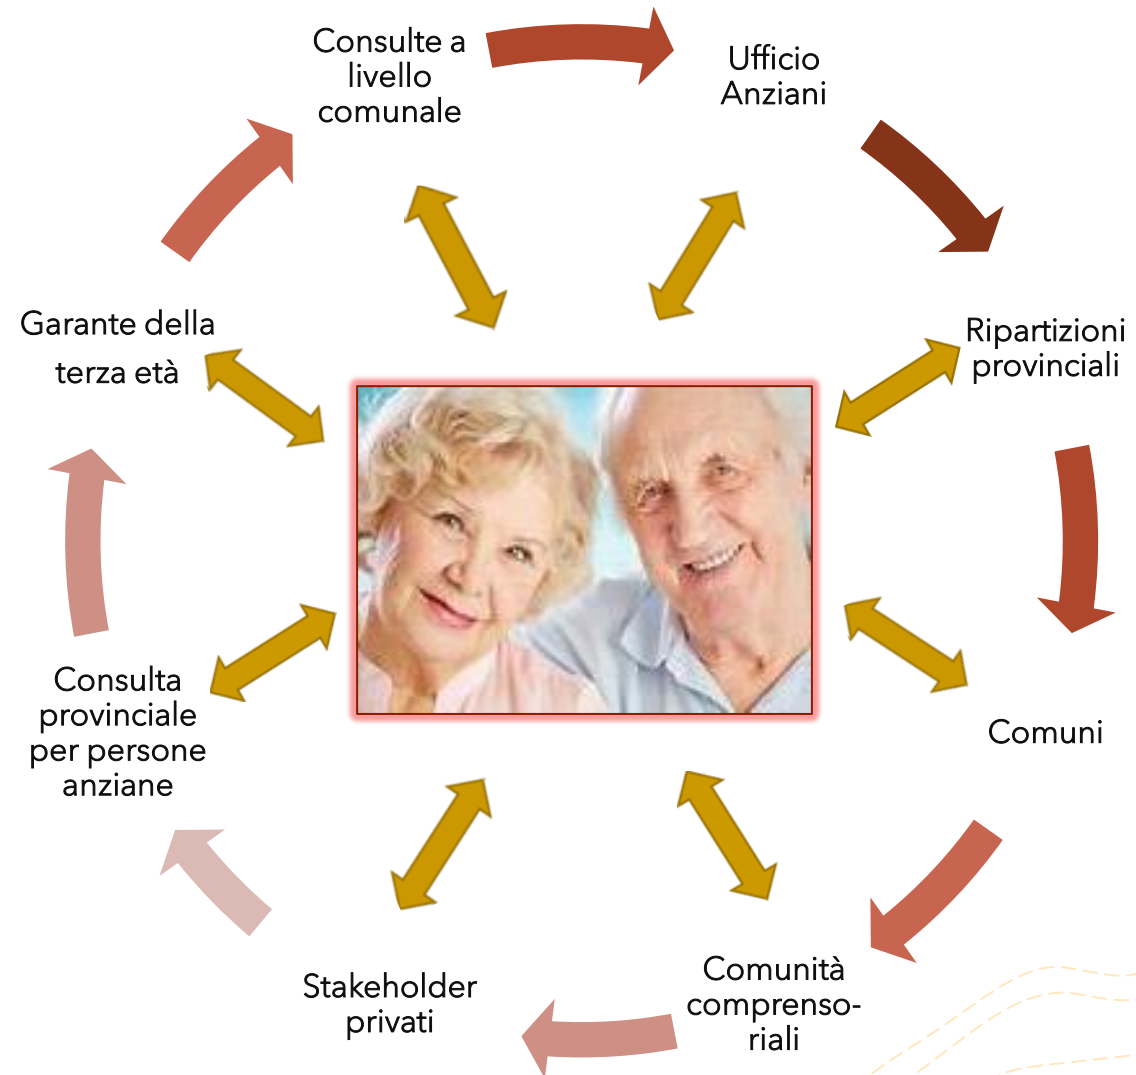 Consulte a
livello
comunale
Ufficio
Anziani
Ripartizioni
provinciali
Comuni
Comunità
comprenso-
riali
Stakeholder
privati
Consulta
provinciale
per persone
anziane
Garante della
terza età